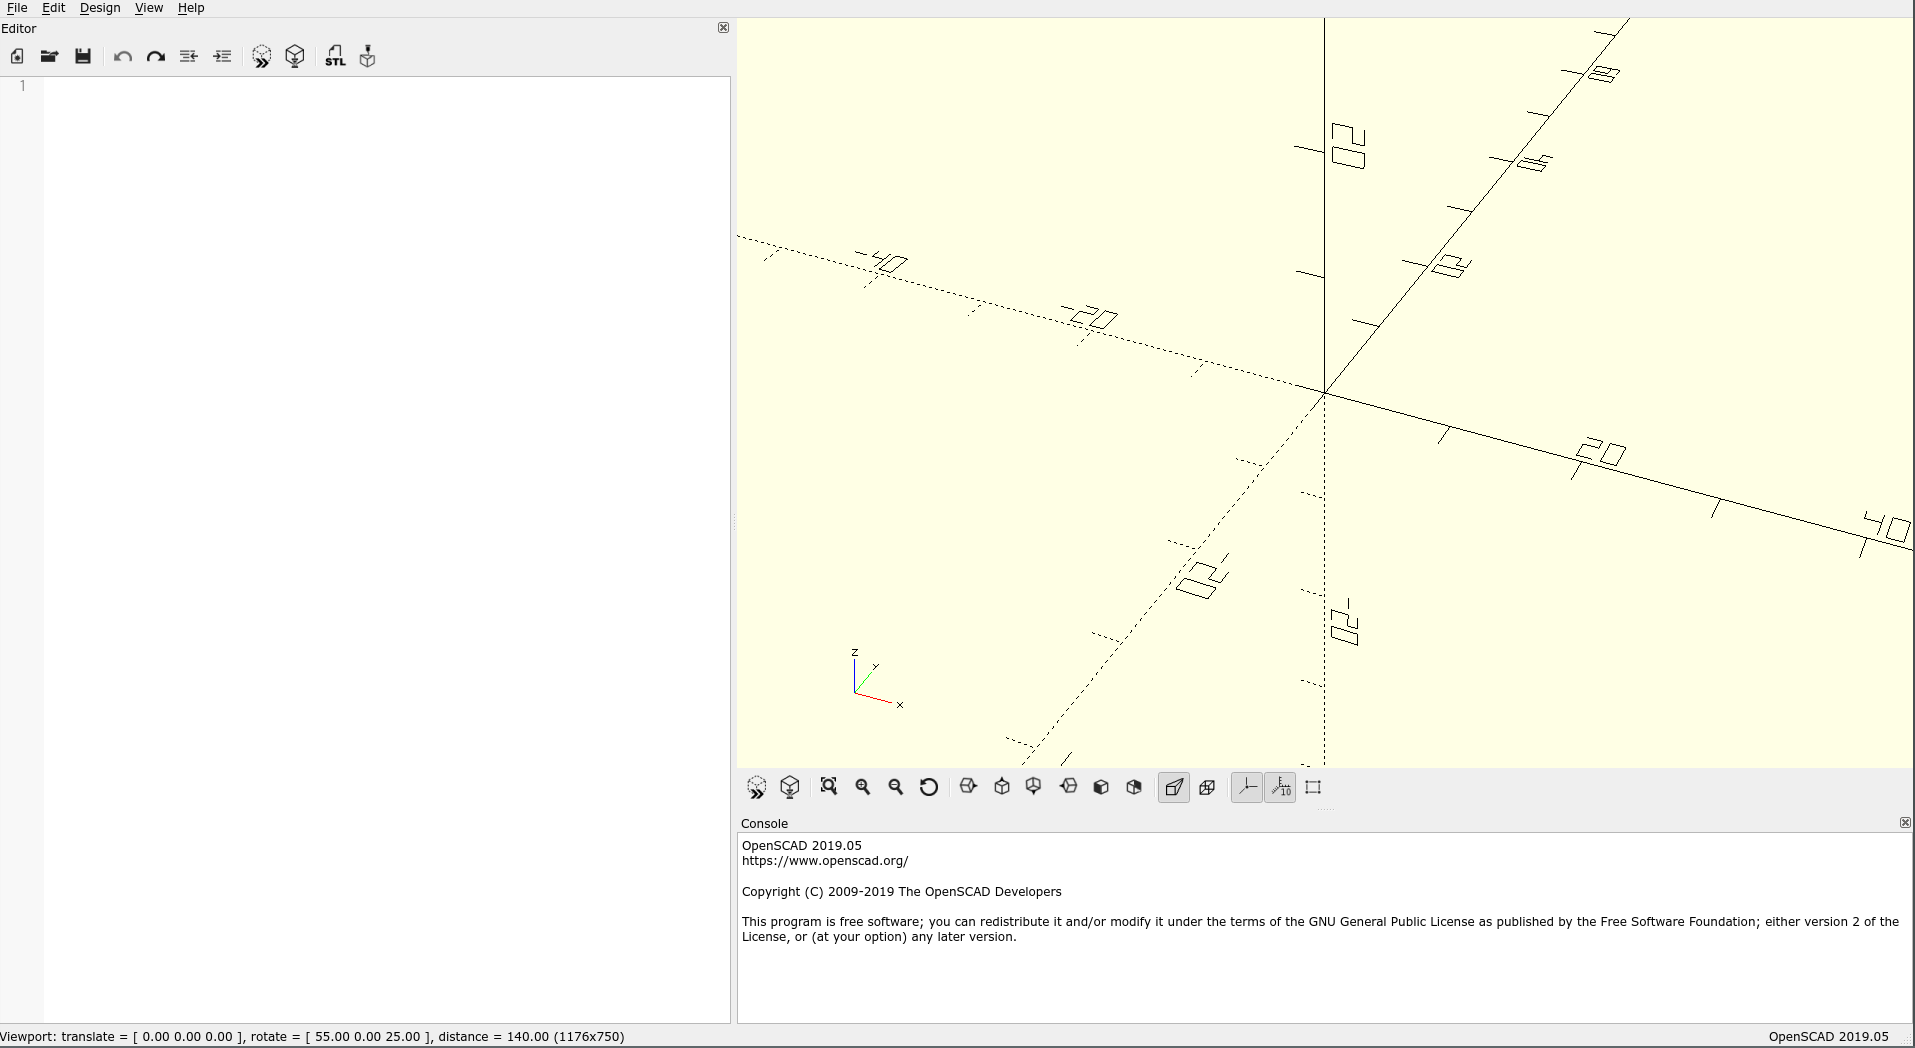 File Edit Design View Help
Editor
STL
1
20
-20
-40
20
40
20
40
60
-20
-20
Z
Y
X
10
Console
OpenSCAD 2019.05
https://www.openscad.org/
Copyright (C) 2009-2019 The OpenSCAD Developers
This program is free software; you can redistribute it and/or modify it under the terms of the GNU General Public License as published by the Free Software Foundation; either version 2 of the
License, or (at your option) any later version.
Viewport: translate = [ 0.00 0.00 0.00 ], rotate = [ 55.00 0.00 25.00 ], distance = 140.00 (1176x750)
OpenSCAD 2019.05